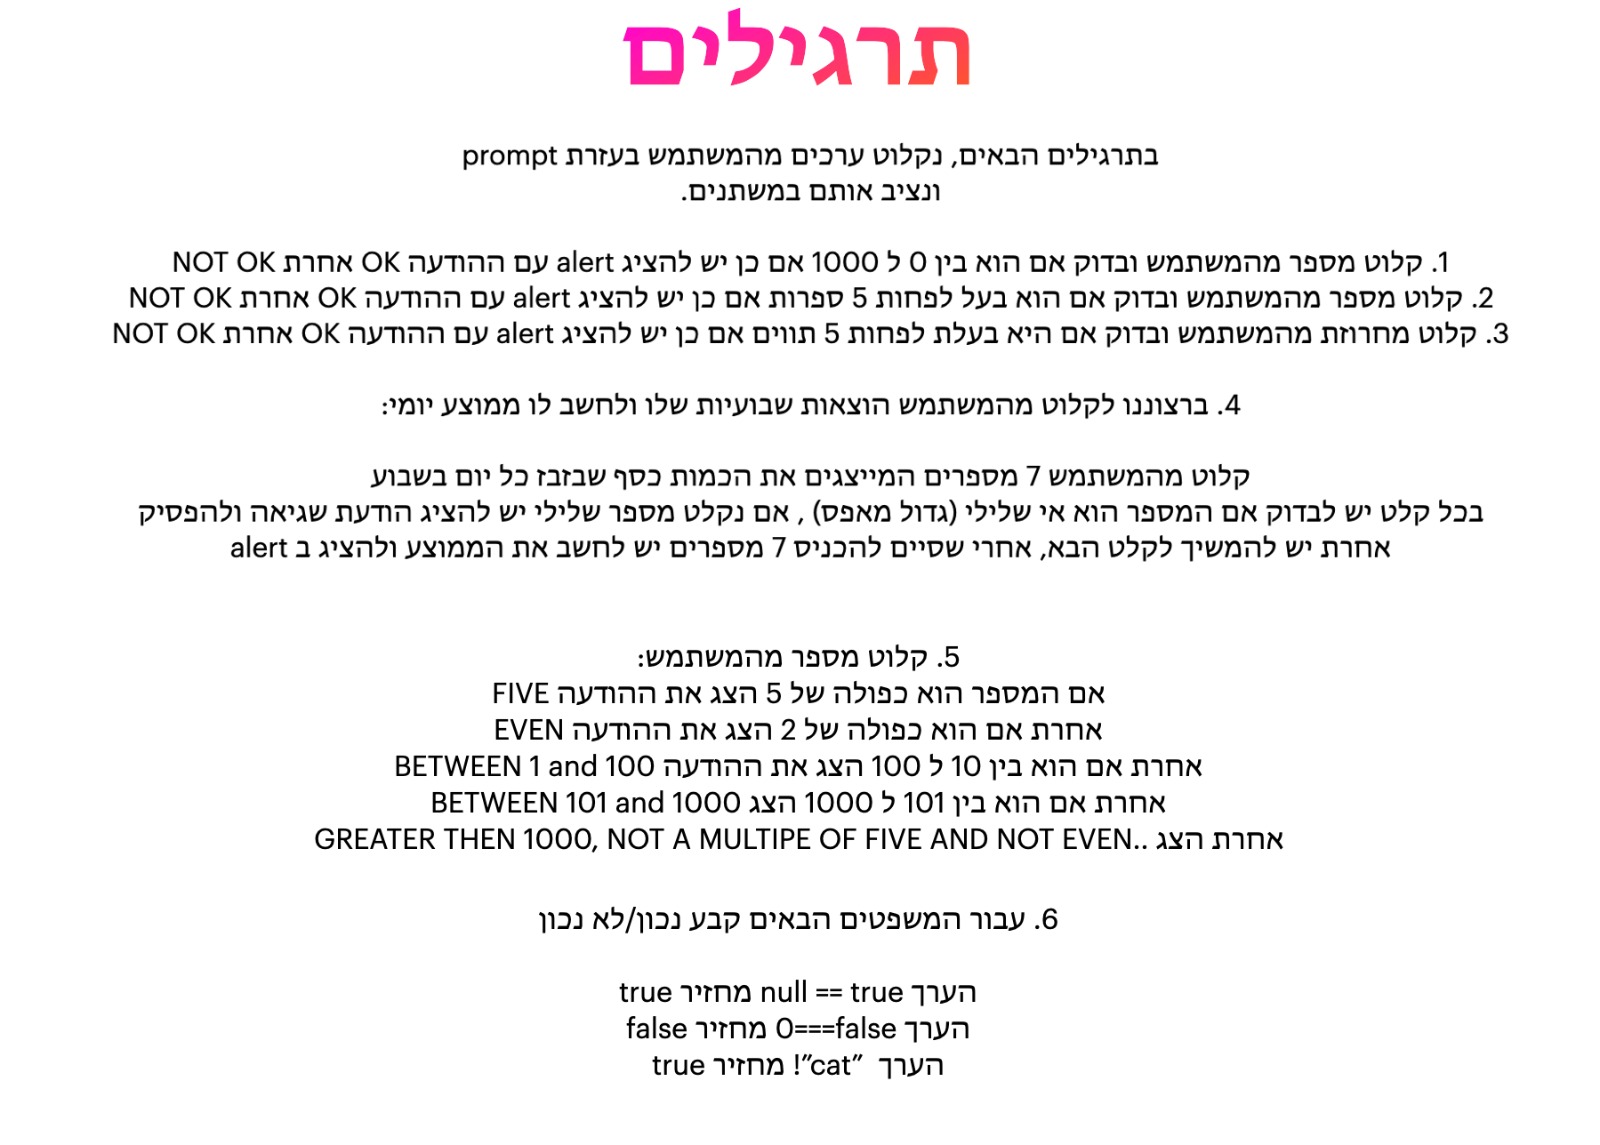 תרגילים
בתרגילים הבאים, נקלוט ערכים מהמשתמש בעזרת prompt
ונציב אותם במשתנים.
1. קלוט מספר מהמשתמש ובדוק אם הוא בין 0 ל 1000 אם כן יש להציג alert עם ההודעה OK אחרת NOT OK
2. קלוט מספר מהמשתמש ובדוק אם הוא בעל לפחות 5 ספרות אם כן יש להציג alert עם ההודעה OK אחרת NOT OK
3. קלוט מחרוזת מהמשתמש ובדוק אם היא בעלת לפחות 5 תווים אם כן יש להציג alert עם ההודעה OK אחרת NOT OK
4. ברצוננו לקלוט מהמשתמש הוצאות שבועיות שלו ולחשב לו ממוצע יומי:
קלוט מהמשתמש 7 מספרים המייצגים את הכמות כסף שבזבז כל יום בשבוע
בכל קלט יש לבדוק אם המספר הוא אי שלילי (גדול מאפס) , אם נקלט מספר שלילי יש להציג הודעת שגיאה ולהפסיק
אחרת יש להמשיך לקלט הבא, אחרי שסיים להכניס 7 מספרים יש לחשב את הממוצע ולהציג ב alert
5. קלוט מספר מהמשתמש:
אם המספר הוא כפולה של 5 הצג את ההודעה FIVE
אחרת אם הוא כפולה של 2 הצג את ההודעה EVEN
אחרת אם הוא בין 10 ל 100 הצג את ההודעה BETWEEN 1 and 100
אחרת אם הוא בין 101 ל 1000 הצג BETWEEN 101 and 1000
אחרת הצג GREATER THEN 1000, NOT A MULTIPE OF FIVE AND NOT EVEN..
6. עבור המשפטים הבאים קבע נכון/לא נכון
הערך null == true מחזיר true
הערך 0===false מחזיר false
הערך !”cat” מחזיר true